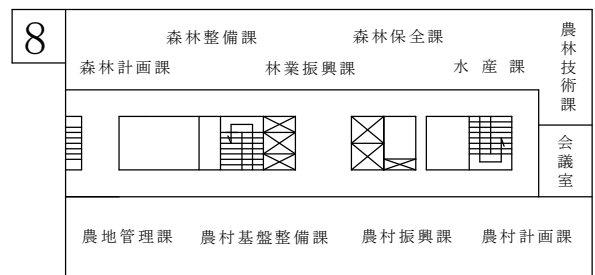 8
森林整備課
森林保全課
森林計画課
林業振興課
水産課
農林技術課
会議室
農地管理課
農村基盤整備課
農村振興課
農村計画課